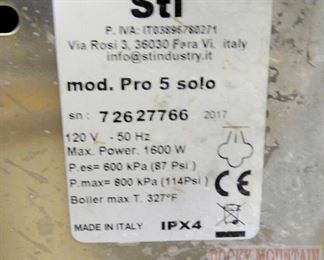 Sti
P. IVA: IT03896780271
Via Rosi 3, 36030 Fara Vi. italy
info@stindustry.it
mod. Pro 5 solo
sn: 72627766 2017
120 V - 50 Hz
Max. Power. 1600 W
P.es= 600 kPa (87 Psi)
P.max= 800 kPa (114Psi)
Boiler max T. 327°F
CE
MADE IN ITALY IPX4
ROCKY MOUNTAIN